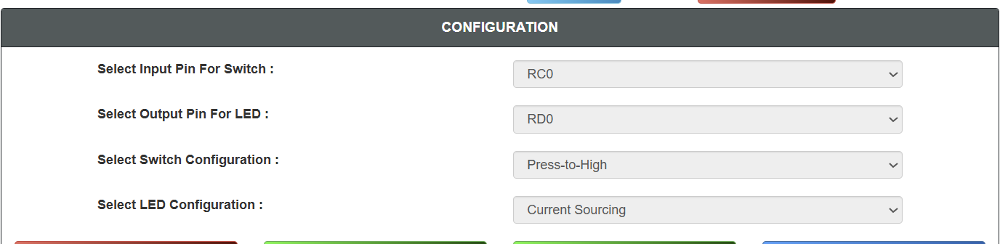 CONFIGURATION
Select Input Pin For Switch :
RC0
Select Output Pin For LED :
RD0
Select Switch Configuration :
Press-to-High
Select LED Configuration :
Current Sourcing